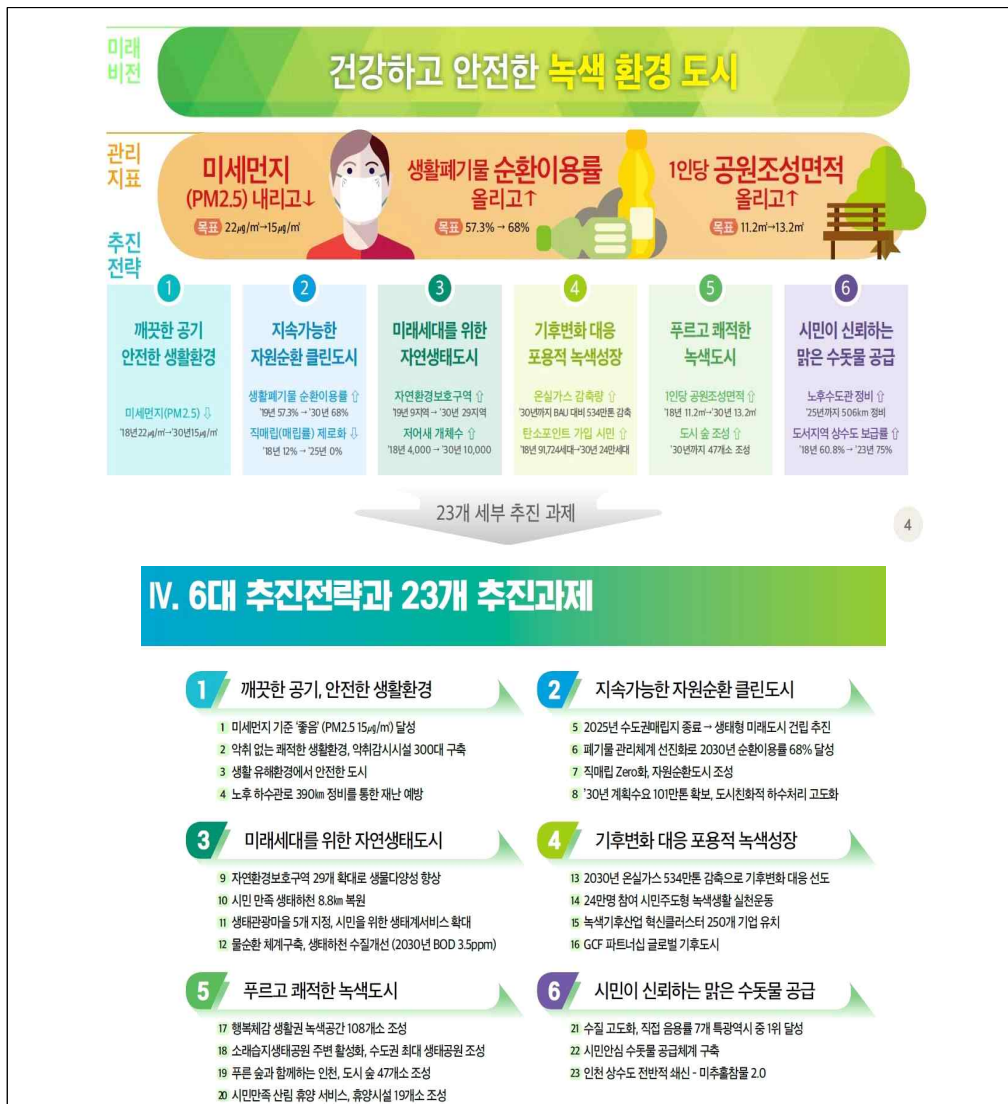 미래
비전
건강하고 안전한 녹색 환경 도시
관리
지표
미세먼지
(PM2.5) 내리고↓
목표 22㎍/㎥→15㎍/㎥
생활폐기물 순환이용률
올리고↑
목표 57.3% → 68%
1인당 공원조성면적
올리고↑
목표 11.2㎡→13.2㎡
추진
전략
1
깨끗한 공기
안전한 생활환경
미세먼지(PM2.5) ⇩
'18년22㎍/㎥→'30년15㎍/㎥
2
지속가능한
자원순환 클린도시
생활폐기물 순환이용률 ⇧
'19년 57.3% → '30년 68%
직매립(매립률) 제로화 ⇩
'18년 12% → '25년 0%
3
미래세대를 위한
자연생태도시
자연환경보호구역 ⇧
'19년 9지역 → '30년 29지역
저어새 개체수 ⇧
'18년 4,000 → '30년 10,000
4
기후변화 대응
포용적 녹색성장
온실가스 감축량 ⇧
'30년까지 BAU 대비 534만톤 감축
탄소포인트 가입 시민 ⇧
'18년 91,724세대→'30년 24만세대
5
푸르고 쾌적한
녹색도시
1인당 공원조성면적 ⇧
'18년 11.2㎡→'30년 13.2㎡
도시 숲 조성 ⇧
'30년까지 47개소 조성
6
시민이 신뢰하는
맑은 수돗물 공급
노후수도관 정비 ⇧
'25년까지 506km 정비
도서지역 상수도 보급률 ⇧
'18년 60.8% → '23년 75%
23개 세부 추진 과제
4
Ⅳ. 6대 추진전략과 23개 추진과제
1 깨끗한 공기, 안전한 생활환경
1 미세먼지 기준 '좋음' (PM2.5 15㎍/㎥) 달성
2 악취 없는 쾌적한 생활환경, 악취감시시설 300대 구축
3 생활 유해환경에서 안전한 도시
4 노후 하수관로 390㎞ 정비를 통한 재난 예방
2 지속가능한 자원순환 클린도시
5 2025년 수도권매립지 종료 → 생태형 미래도시 건립 추진
6 폐기물 관리체계 선진화로 2030년 순환이용률 68% 달성
7 직매립 Zero화, 자원순환도시 조성
8 '30년 계획수요 101만톤 확보, 도시친화적 하수처리 고도화
3 미래세대를 위한 자연생태도시
9 자연환경보호구역 29개 확대로 생물다양성 향상
10 시민 만족 생태하천 8.8㎞ 복원
11 생태관광마을 5개 지정, 시민을 위한 생태계서비스 확대
12 물순환 체계구축, 생태하천 수질개선 (2030년 BOD 3.5ppm)
4 기후변화 대응 포용적 녹색성장
13 2030년 온실가스 534만톤 감축으로 기후변화 대응 선도
14 24만명 참여 시민주도형 녹색생활 실천운동
15 녹색기후산업 혁신클러스터 250개 기업 유치
16 GCF 파트너십 글로벌 기후도시
5 푸르고 쾌적한 녹색도시
17 행복체감 생활권 녹색공간 108개소 조성
18 소래습지생태공원 주변 활성화, 수도권 최대 생태공원 조성
19 푸른 숲과 함께하는 인천, 도시 숲 47개소 조성
20 시민만족 산림 휴양 서비스, 휴양시설 19개소 조성
6 시민이 신뢰하는 맑은 수돗물 공급
21 수질 고도화, 직접 음용률 7개 특광역시 중 1위 달성
22 시민안심 수돗물 공급체계 구축
23 인천 상수도 전반적 쇄신 - 미추홀참물 2.0